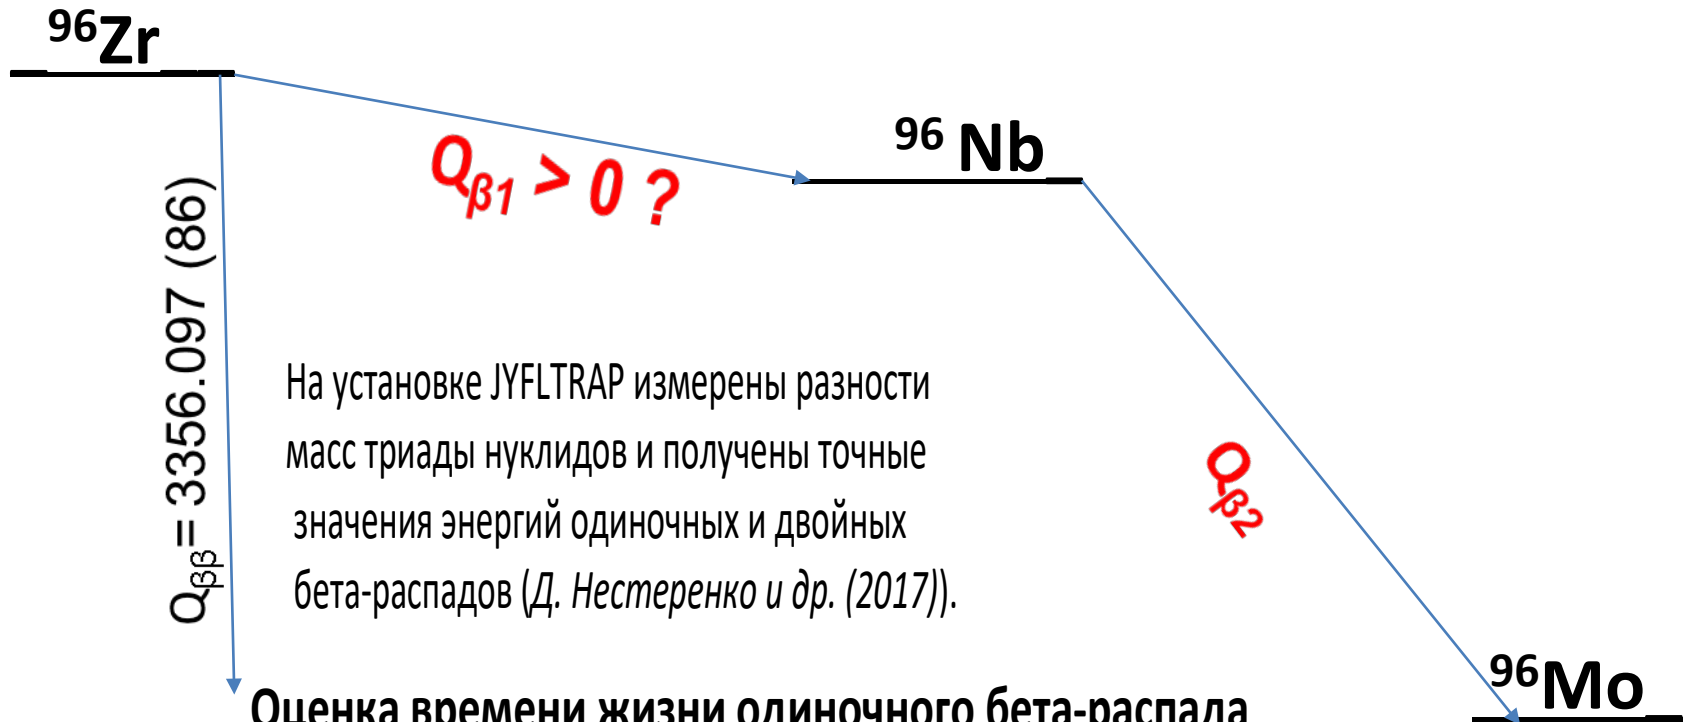 ⁹⁶Zr
⁹⁶ Nb
Qβ1 > 0 ?
Qββ= 3356.097 (86)
На установке JYFLTRAP измерены разности
масс триады нуклидов и получены точные
значения энергий одиночных и двойных
бета-распадов (Д. Нестеренко и др. (2017)).
Qβ2
⁹⁶Mo
Оценка времени жизни одиночного бета-распада